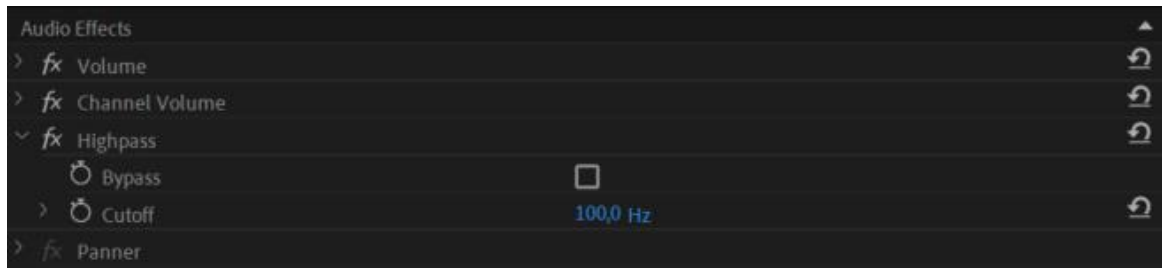 Audio Effects
fx Volume
fx Channel Volume
fx Highpass
Bypass
Cutoff 100,0 Hz
fx Panner